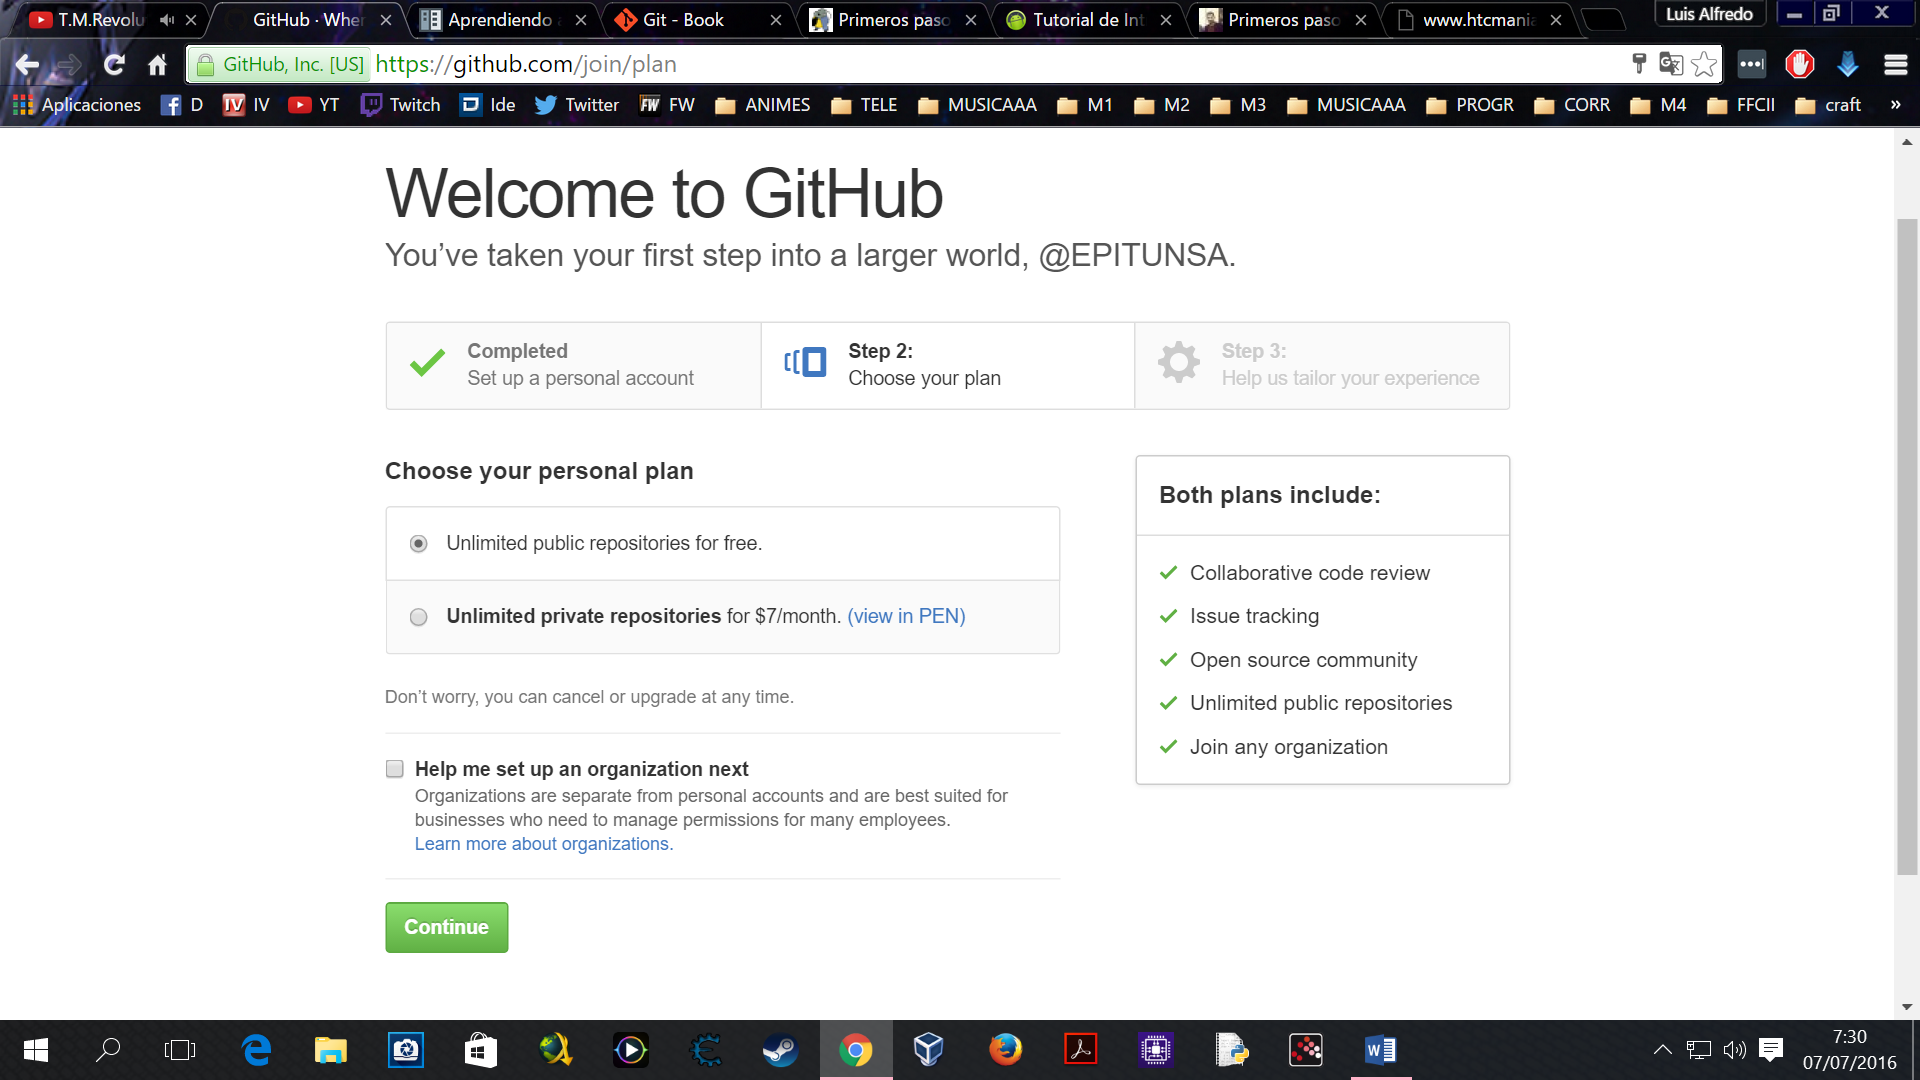 T.M.Revolu
GitHub · Wher
Aprendiendo
Git - Book
Primeros paso
Tutorial de Int
Primeros paso
www.htcmania
Luis Alfredo
GitHub, Inc. [US] https://github.com/join/plan
Aplicaciones D IV YT Twitch Ide Twitter FW ANIMES TELE MUSICAAA M1 M2 M3 MUSICAAA PROGR CORR M4 FFCII craft »
Welcome to GitHub
You’ve taken your first step into a larger world, @EPITUNSA.
Completed
Set up a personal account
Step 2:
Choose your plan
Step 3:
Help us tailor your experience
Choose your personal plan
Unlimited public repositories for free.
Unlimited private repositories for $7/month. (view in PEN)
Don’t worry, you can cancel or upgrade at any time.
Help me set up an organization next
Organizations are separate from personal accounts and are best suited for
businesses who need to manage permissions for many employees.
Learn more about organizations.
Continue
Both plans include:
Collaborative code review
Issue tracking
Open source community
Unlimited public repositories
Join any organization
7:30
07/07/2016